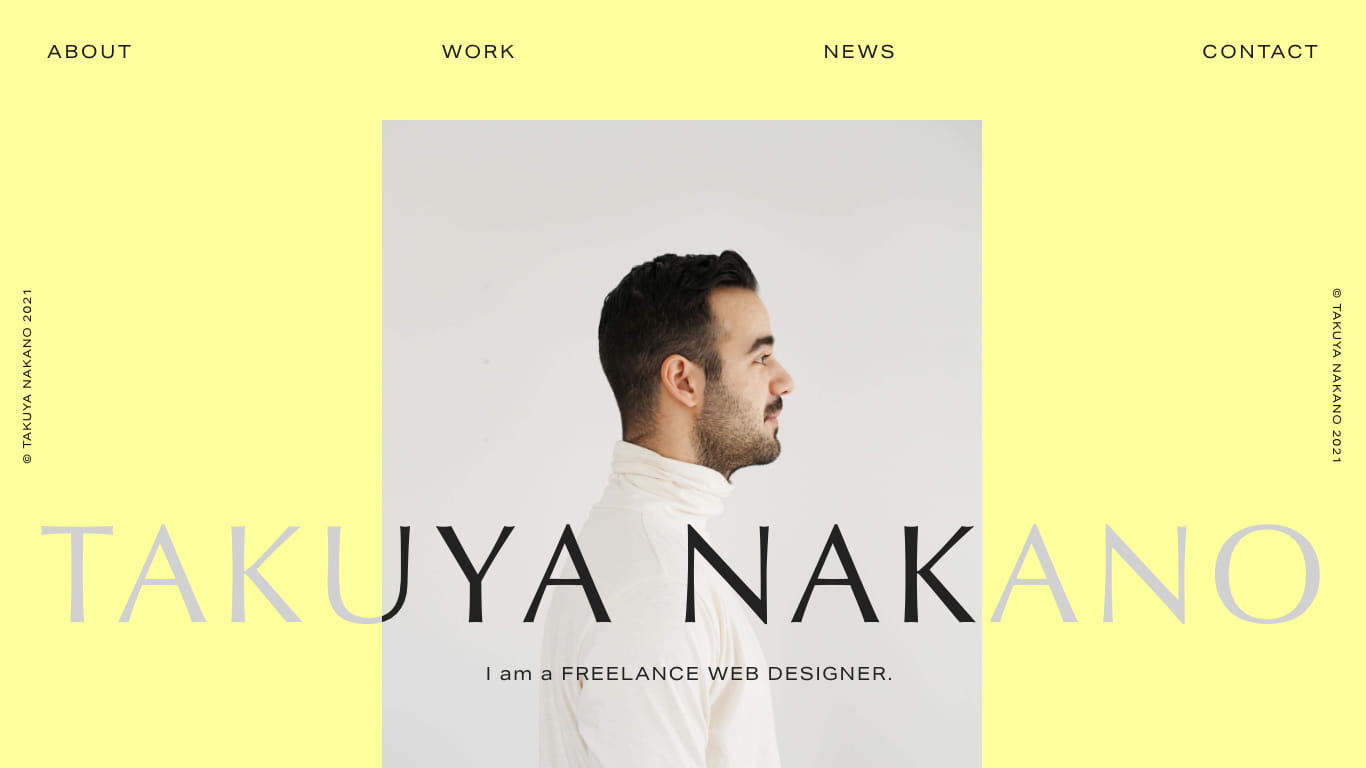 ABOUT
WORK
NEWS
CONTACT
© TAKUYA NAKANO 2021
© TAKUYA NAKANO 2021
TAKUYA NAKANO
I am a FREELANCE WEB DESIGNER.